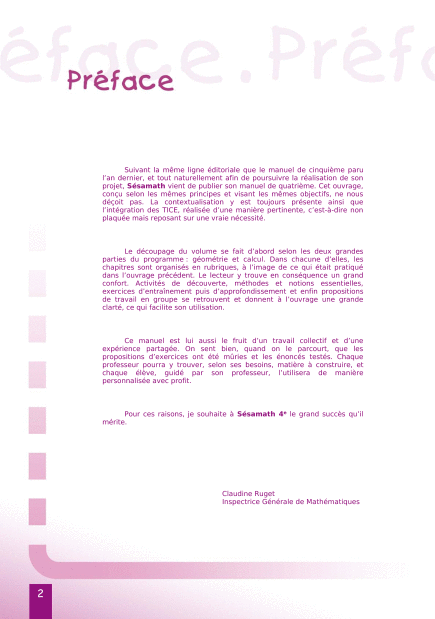 éface.Préfa
Préface
Suivant la même ligne éditoriale que le manuel de cinquième paru
l'an dernier, et tout naturellement afin de poursuivre la réalisation de son
projet, Sésamath vient de publier son manuel de quatrième. Cet ouvrage,
conçu selon les mêmes principes et visant les mêmes objectifs, ne nous
déçoit pas. La contextualisation y est toujours présente ainsi que
l'intégration des TICE, réalisée d'une manière pertinente, c'est-à-dire non
plaquée mais reposant sur une vraie nécessité.
Le découpage du volume se fait d'abord selon les deux grandes
parties du programme : géométrie et calcul. Dans chacune d'elles, les
chapitres sont organisés en rubriques, à l'image de ce qui était pratiqué
dans l'ouvrage précédent. Le lecteur y trouve en conséquence un grand
confort. Activités de découverte, méthodes et notions essentielles,
exercices d'entraînement puis d'approfondissement et enfin propositions
de travail en groupe se retrouvent et donnent à l'ouvrage une grande
clarté, ce qui facilite son utilisation.
Ce manuel est lui aussi le fruit d'un travail collectif et d'une
expérience partagée. On sent bien, quand on le parcourt, que les
propositions d'exercices ont été mûries et les énoncés testés. Chaque
professeur pourra y trouver, selon ses besoins, matière à construire, et
chaque élève, guidé par son professeur, l'utilisera de manière
personnalisée avec profit.
Pour ces raisons, je souhaite à Sésamath 4e le grand succès qu'il
mérite.
Claudine Ruget
Inspectrice Générale de Mathématiques
2